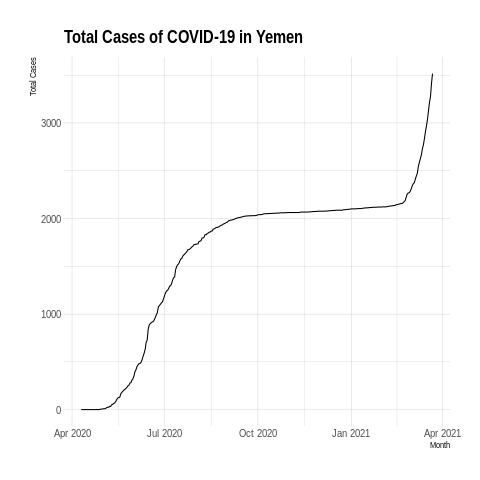 Total Cases of COVID-19 in Yemen
Total Cases
3000
2000
1000
0
Apr 2020 Jul 2020 Oct 2020 Jan 2021 Apr 2021
Month